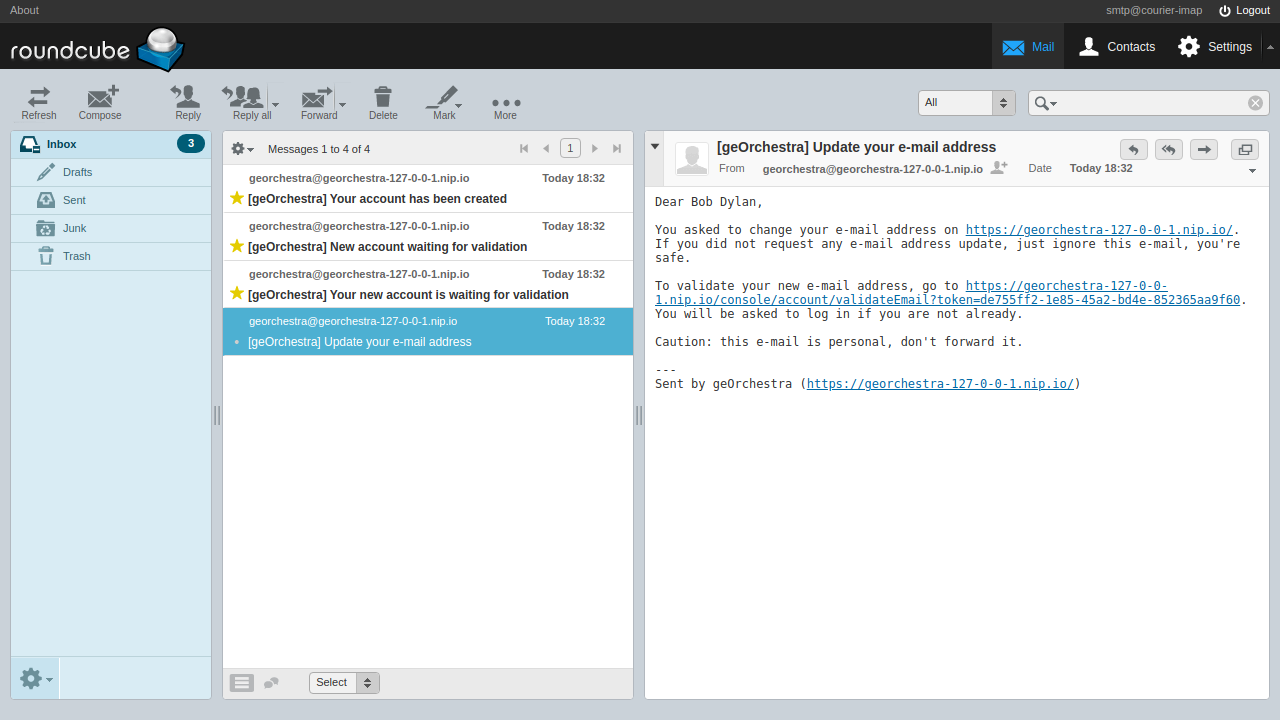 About
smtp@courier-imap
Logout
roundcube
Mail
Contacts
Settings
Refresh
Compose
Reply
Reply all
Forward
Delete
Mark
More
All
Inbox
3
Drafts
Sent
Junk
Trash
Messages 1 to 4 of 4
1
georchestra@georchestra-127-0-0-1.nip.io Today 18:32
[geOrchestra] Your account has been created
georchestra@georchestra-127-0-0-1.nip.io Today 18:32
[geOrchestra] New account waiting for validation
georchestra@georchestra-127-0-0-1.nip.io Today 18:32
[geOrchestra] Your new account is waiting for validation
georchestra@georchestra-127-0-0-1.nip.io Today 18:32
[geOrchestra] Update your e-mail address
Select
[geOrchestra] Update your e-mail address
From georchestra@georchestra-127-0-0-1.nip.io Date Today 18:32
Dear Bob Dylan,
You asked to change your e-mail address on https://georchestra-127-0-0-1.nip.io/.
If you did not request any e-mail address update, just ignore this e-mail, you're
safe.
To validate your new e-mail address, go to https://georchestra-127-0-0-
1.nip.io/console/account/validateEmail?token=de755ff2-1e85-45a2-bd4e-852365aa9f60.
You will be asked to log in if you are not already.
Caution: this e-mail is personal, don't forward it.
---
Sent by geOrchestra (https://georchestra-127-0-0-1.nip.io/)